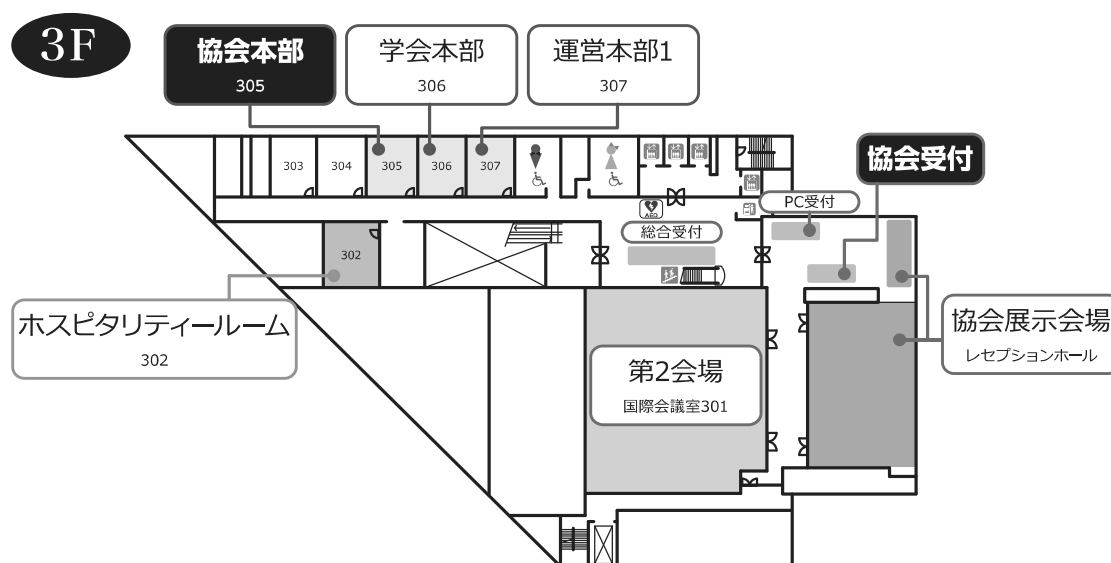 3F
協会本部
305
学会本部
306
運営本部1
307
303
304
305
306
307
協会受付
PC受付
AED
総合受付
302
ホスピタリティールーム
302
協会展示会場
レセプションホール
第2会場
国際会議室301